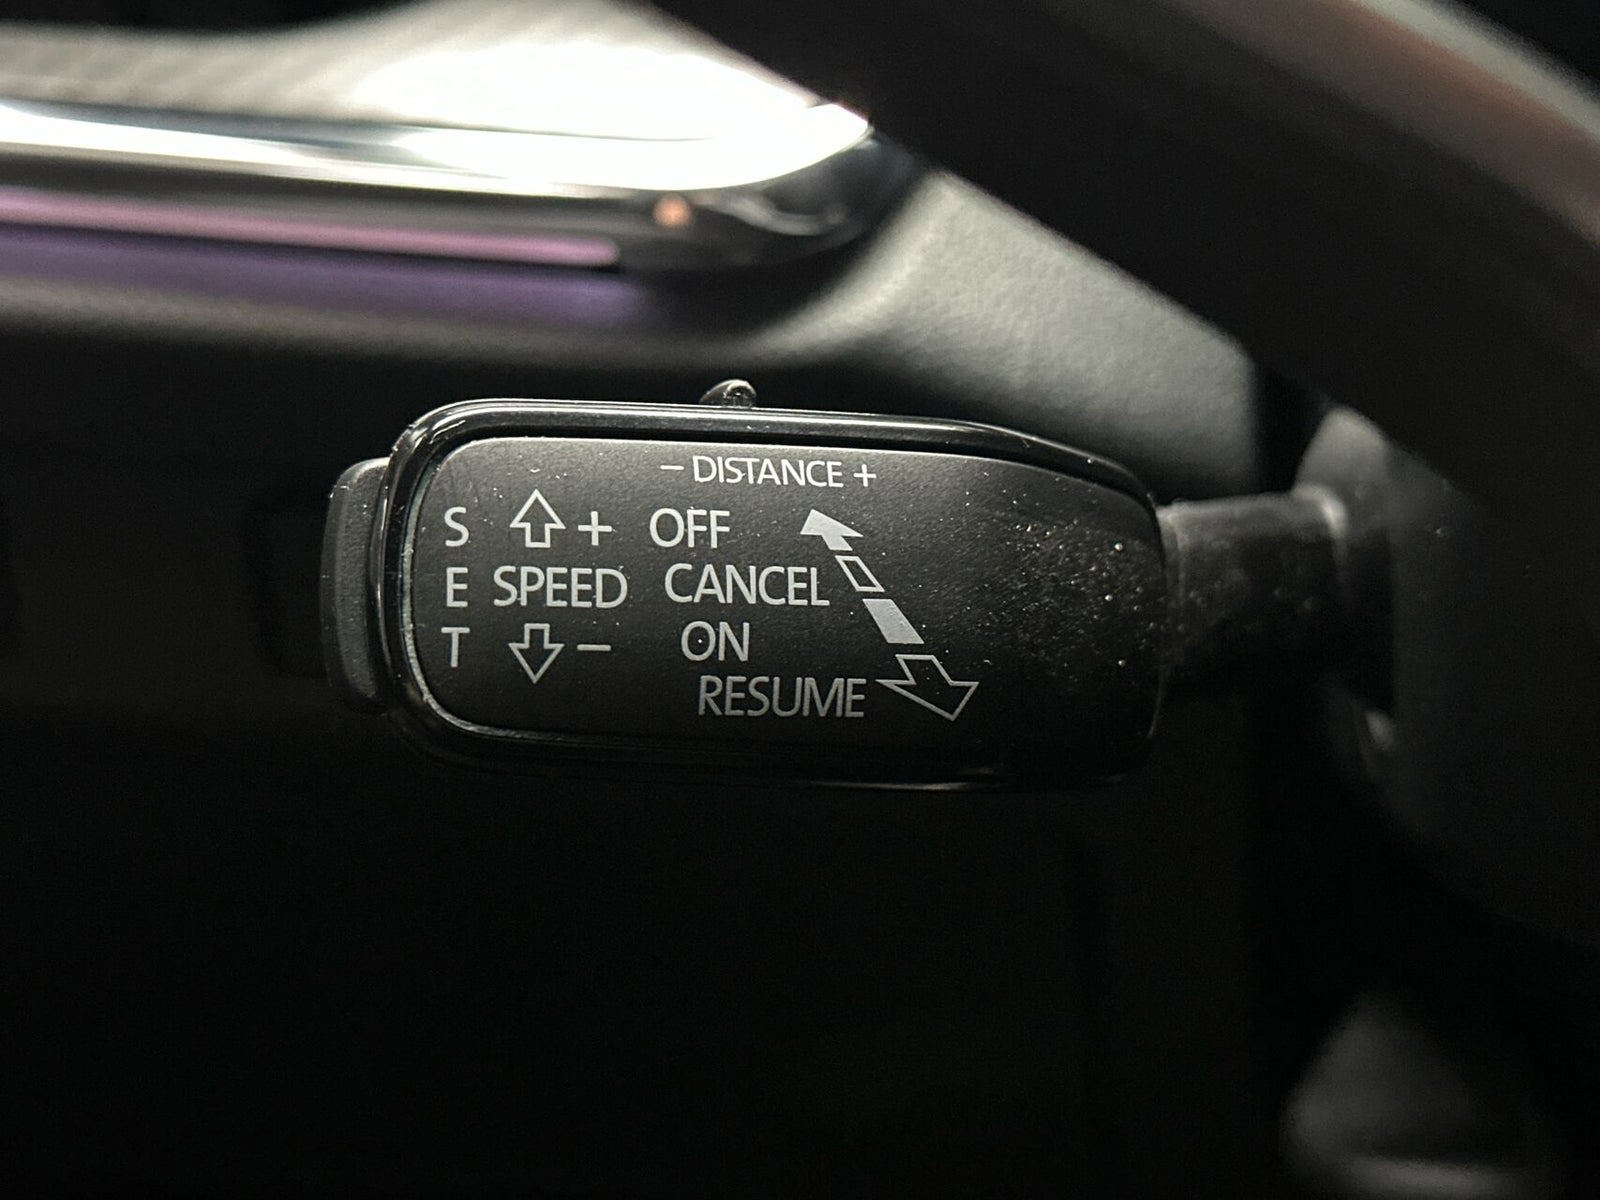 – DISTANCE +
S + OFF
E SPEED CANCEL
T – ON
RESUME